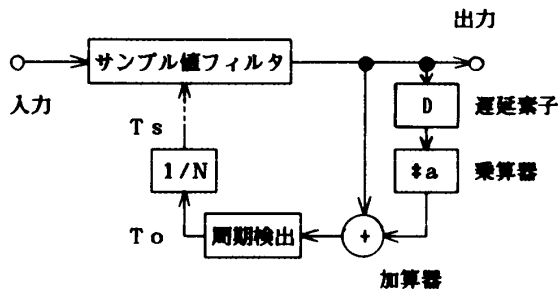 出力
サンプル値フィルタ
入力
D
遅延素子
Ts
1/N
*a
乗算器
To
周期検出
+
加算器